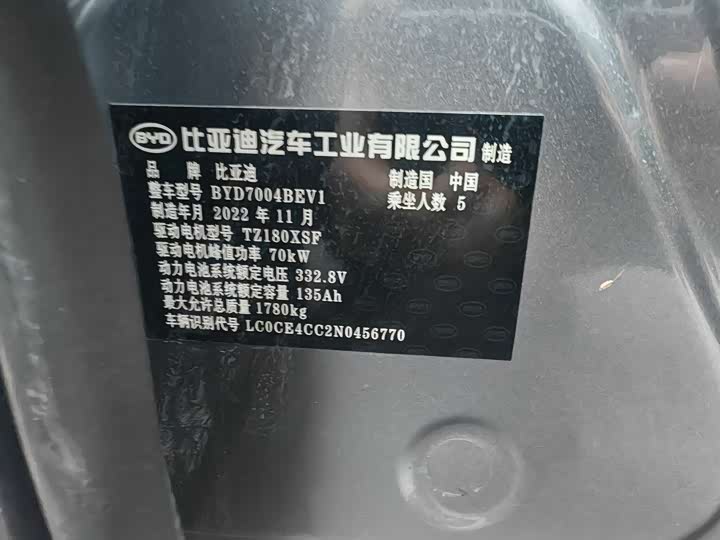 BYD 比亚迪汽车工业有限公司 制造
品 牌 比亚迪 制造国 中国
整车型号 BYD7004BEV1 乘坐人数 5
制造年月 2022 年 11 月
驱动电机型号 TZ180XSF
驱动电机峰值功率 70kW
动力电池系统额定电压 332.8V
动力电池系统额定容量 135Ah
最大允许总质量 1780kg
车辆识别代号 LC0CE4CC2N0456770